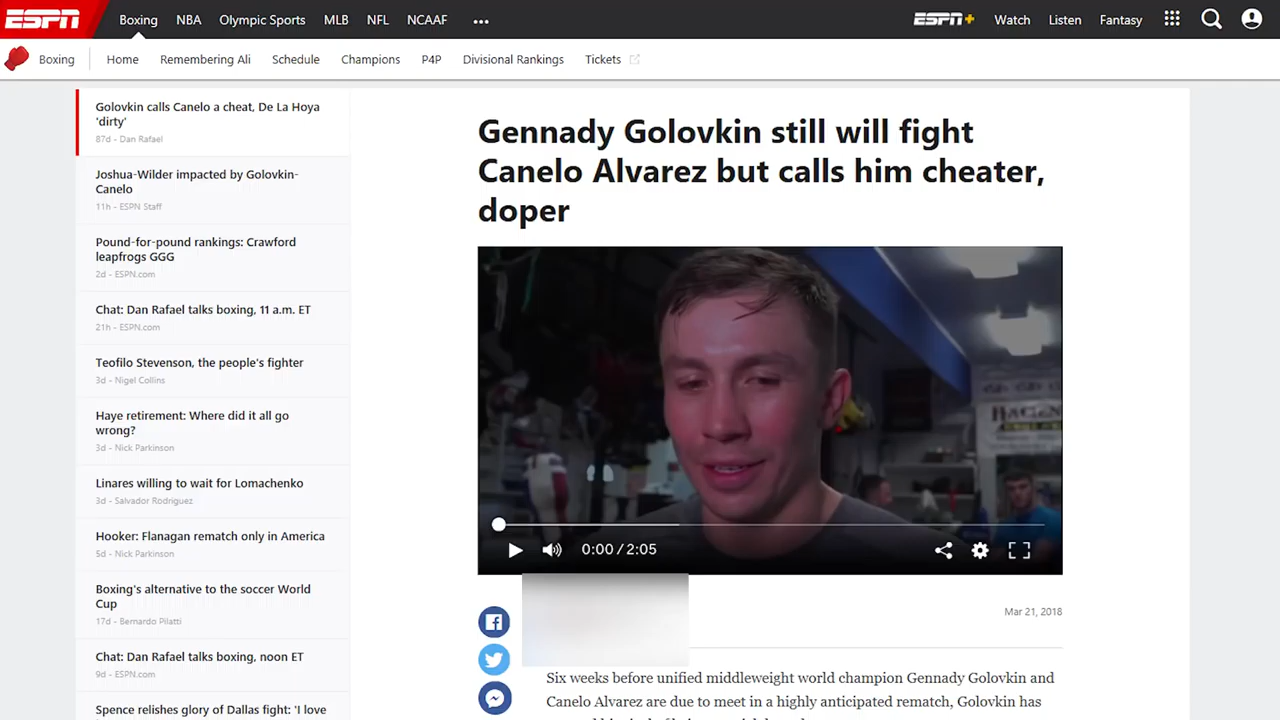 ESPN Boxing NBA Olympic Sports MLB NFL NCAAF ... ESPN+ Watch Listen Fantasy
Boxing Home Remembering Ali Schedule Champions P4P Divisional Rankings Tickets
Golovkin calls Canelo a cheat, De La Hoya
'dirty'
87d - Dan Rafael
Joshua-Wilder impacted by Golovkin-
Canelo
11h - ESPN Staff
Pound-for-pound rankings: Crawford
leapfrogs GGG
2d - ESPN.com
Chat: Dan Rafael talks boxing, 11 a.m. ET
21h - ESPN.com
Teofilo Stevenson, the people's fighter
3d - Nigel Collins
Haye retirement: Where did it all go
wrong?
3d - Nick Parkinson
Linares willing to wait for Lomachenko
3d - Salvador Rodriguez
Hooker: Flanagan rematch only in America
5d - Nick Parkinson
Boxing's alternative to the soccer World
Cup
17d - Bernardo Pilatti
Chat: Dan Rafael talks boxing, noon ET
9d - ESPN.com
Spence relishes glory of Dallas fight: 'I love
Gennady Golovkin still will fight
Canelo Alvarez but calls him cheater,
doper
0:00 / 2:05
Mar 21, 2018
Six weeks before unified middleweight world champion Gennady Golovkin and
Canelo Alvarez are due to meet in a highly anticipated rematch, Golovkin has